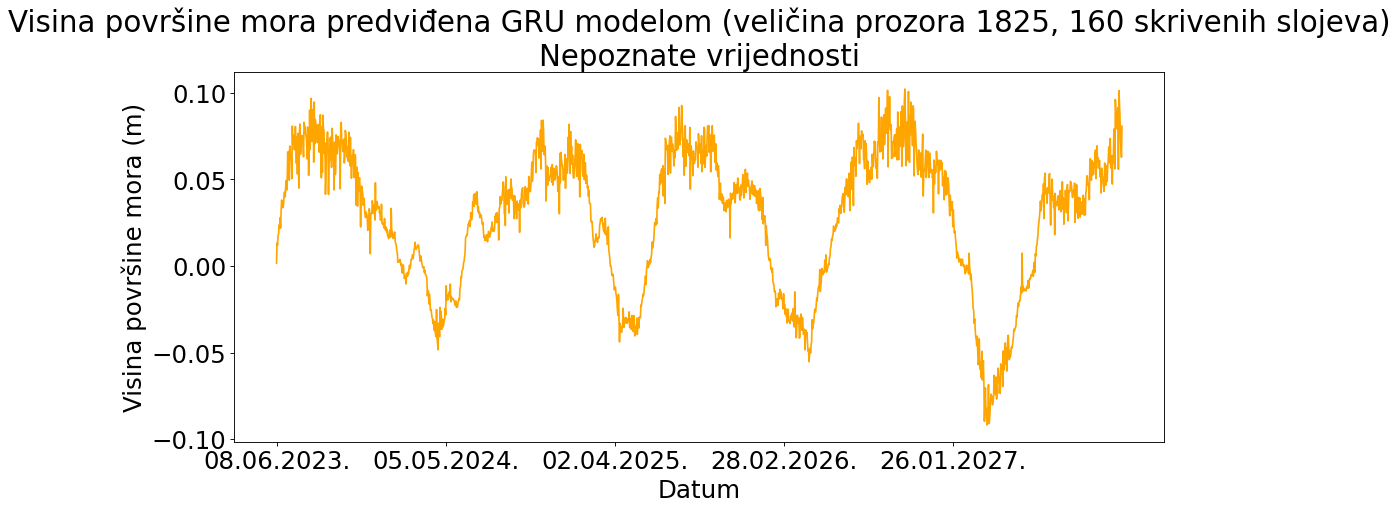 Visina površine mora predviđena GRU modelom (veličina prozora 1825, 160 skrivenih slojeva)
Nepoznate vrijednosti
Visina površine mora (m)
0.10
0.05
0.00
−0.05
−0.10
08.06.2023. 05.05.2024. 02.04.2025. 28.02.2026. 26.01.2027.
Datum